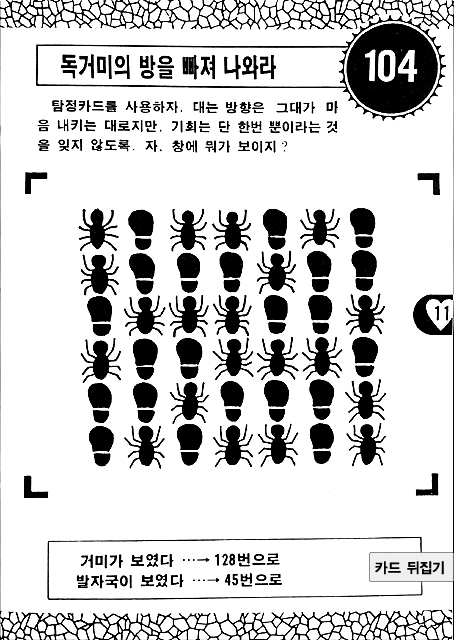 104
독거미의 방을 빠져 나와라
탐정카드를 사용하자. 대는 방향은 그대가 마
음 내키는 대로지만, 기회는 단 한번 뿐이라는 것
을 잊지 않도록. 자, 창에 뭐가 보이지?
11
거미가 보였다 …→ 128번으로
발자국이 보였다 …→ 45번으로
카드 뒤집기